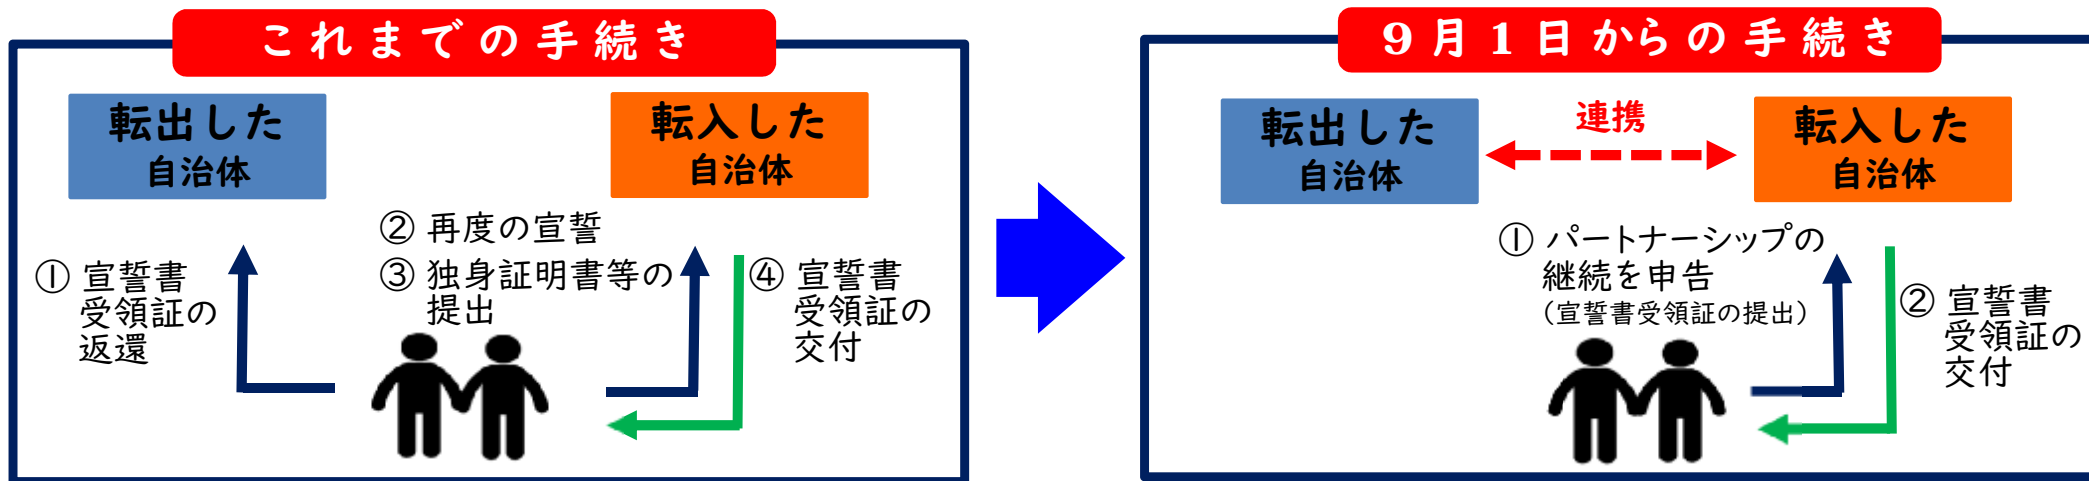 これまでの手続き
転出した
自治体
転入した
自治体
① 宣誓書
受領証の
返還
② 再度の宣誓
③ 独身証明書等の
提出
④ 宣誓書
受領証の
交付
9月1日からの手続き
転出した
自治体
連携
転入した
自治体
① パートナーシップの
継続を申告
(宣誓書受領証の提出)
② 宣誓書
受領証の
交付